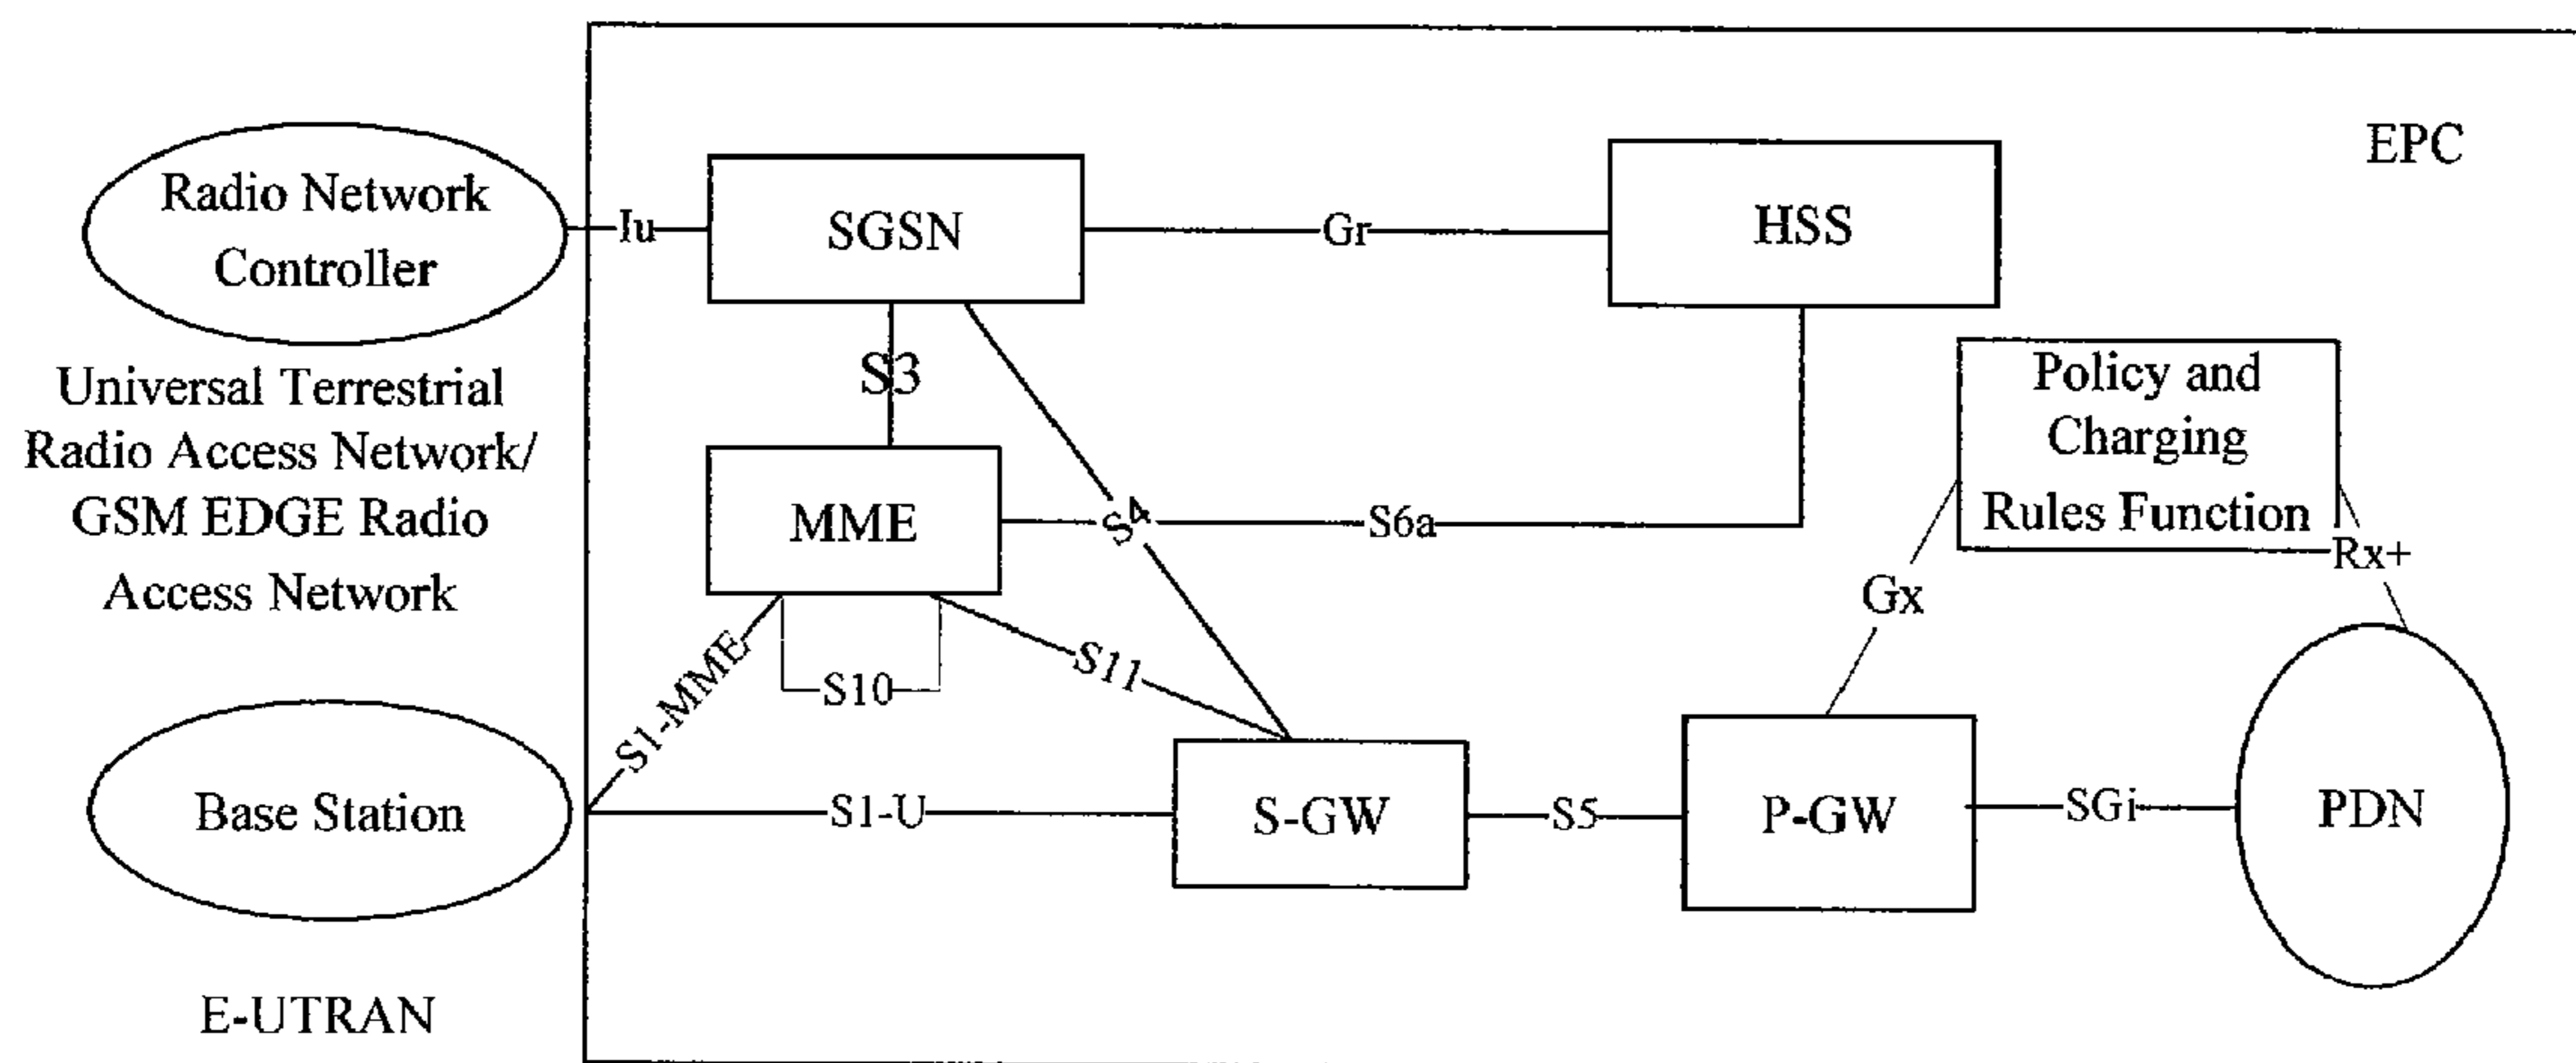 EPC
Radio Network
Controller
Iu
SGSN
Gr
HSS
Universal Terrestrial
Radio Access Network/
GSM EDGE Radio
Access Network
S3
Policy and
Charging
Rules Function
MME
S4
S6a
Rx+
Gx
S1-MME
S10
S11
Base Station
S1-U
S-GW
S5
P-GW
SGi
PDN
E-UTRAN